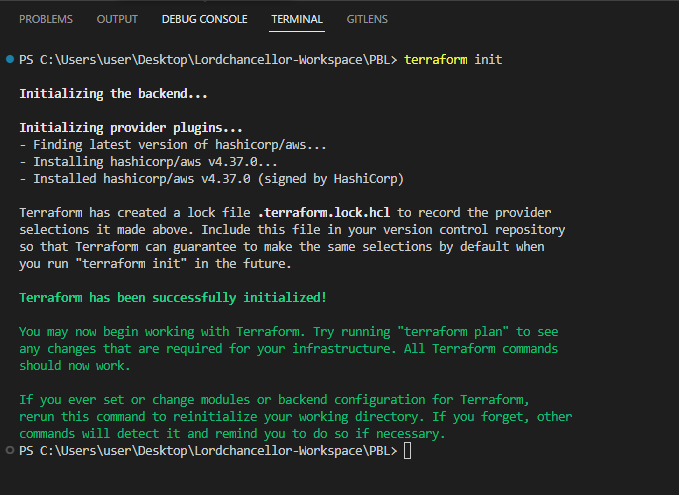 PROBLEMS OUTPUT DEBUG CONSOLE TERMINAL GITLENS
PS C:\Users\user\Desktop\Lordchancellor-Workspace\PBL> terraform init
Initializing the backend...
Initializing provider plugins...
- Finding latest version of hashicorp/aws...
- Installing hashicorp/aws v4.37.0...
- Installed hashicorp/aws v4.37.0 (signed by HashiCorp)
Terraform has created a lock file .terraform.lock.hcl to record the provider
selections it made above. Include this file in your version control repository
so that Terraform can guarantee to make the same selections by default when
you run "terraform init" in the future.
Terraform has been successfully initialized!
You may now begin working with Terraform. Try running "terraform plan" to see
any changes that are required for your infrastructure. All Terraform commands
should now work.
If you ever set or change modules or backend configuration for Terraform,
rerun this command to reinitialize your working directory. If you forget, other
commands will detect it and remind you to do so if necessary.
PS C:\Users\user\Desktop\Lordchancellor-Workspace\PBL>